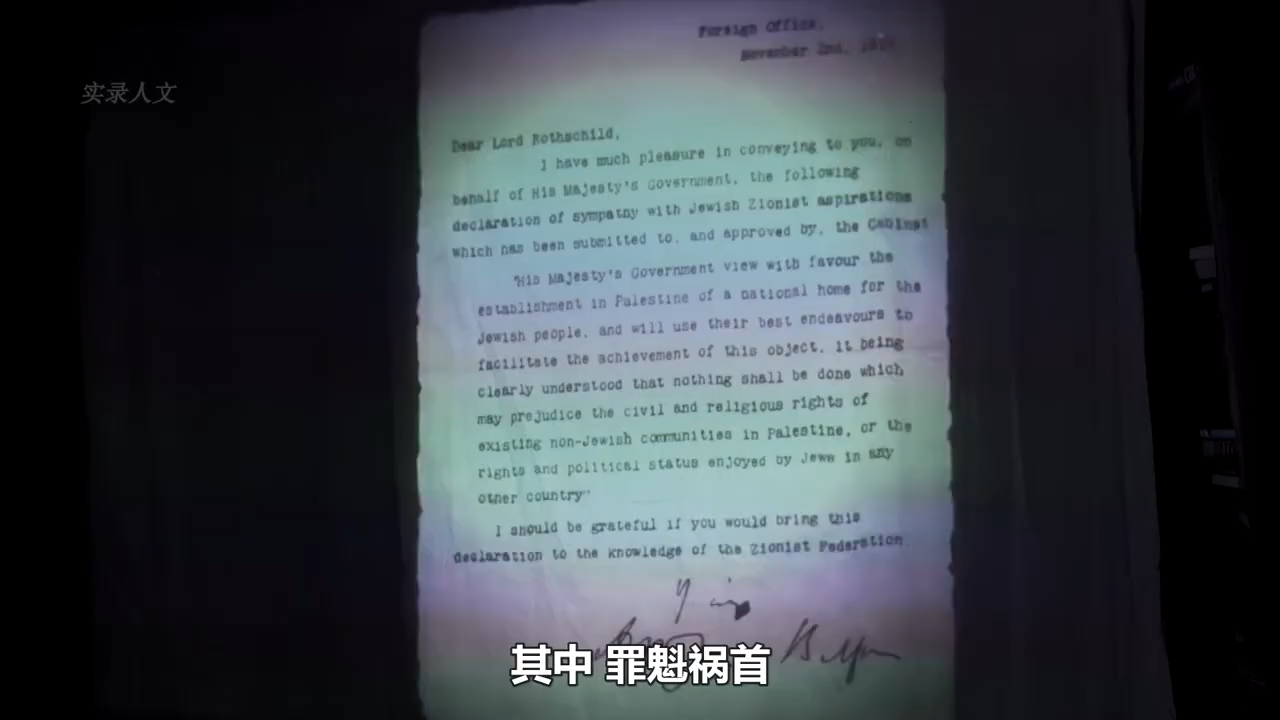 Foreign Office,
November 2nd, 1917
实录人文
Dear Lord Rothschild,
I have much pleasure in conveying to you, on
behalf of His Majesty's Government, the following
declaration of sympathy with Jewish Zionist aspirations
which has been submitted to, and approved by, the Cabinet
"His Majesty's Government view with favour the
establishment in Palestine of a national home for the
Jewish people, and will use their best endeavours to
facilitate the achievement of this object, it being
clearly understood that nothing shall be done which
may prejudice the civil and religious rights of
existing non-Jewish communities in Palestine, or the
rights and political status enjoyed by Jews in any
other country"
I should be grateful if you would bring this
declaration to the knowledge of the Zionist Federation
其中 罪魁祸首